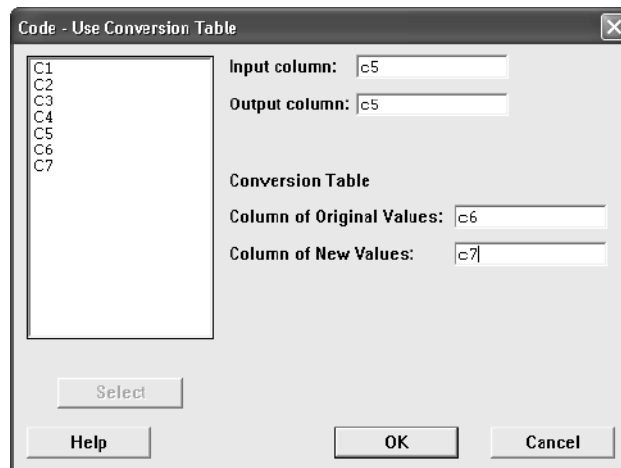 Code - Use Conversion Table
C1
C2
C3
C4
C5
C6
C7
Input column: c5
Output column: c5
Conversion Table
Column of Original Values: c6
Column of New Values: c7
Select
Help
OK
Cancel